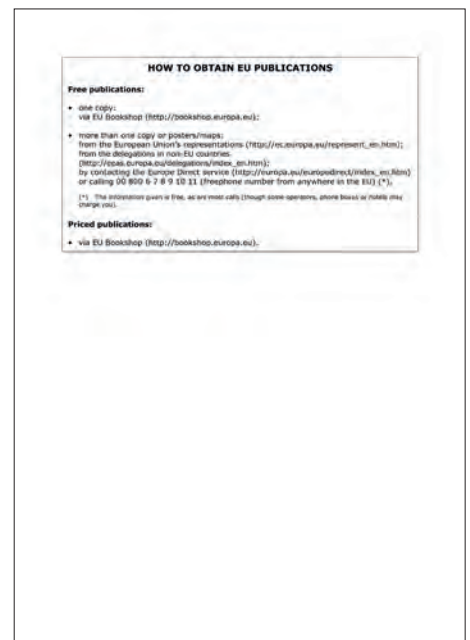 HOW TO OBTAIN EU PUBLICATIONS
Free publications:
• one copy:
via EU Bookshop (http://bookshop.europa.eu);
• more than one copy or posters/maps:
from the European Union's representations (http://ec.europa.eu/represent_en.htm);
from the delegations in non-EU countries
(http://eeas.europa.eu/delegations/index_en.htm);
by contacting the Europe Direct service (http://europa.eu/europedirect/index_en.htm)
or calling 00 800 6 7 8 9 10 11 (freephone number from anywhere in the EU) (*).
(*) The information given is free, as are most calls (though some operators, phone boxes or hotels may
charge you).
Priced publications:
• via EU Bookshop (http://bookshop.europa.eu).